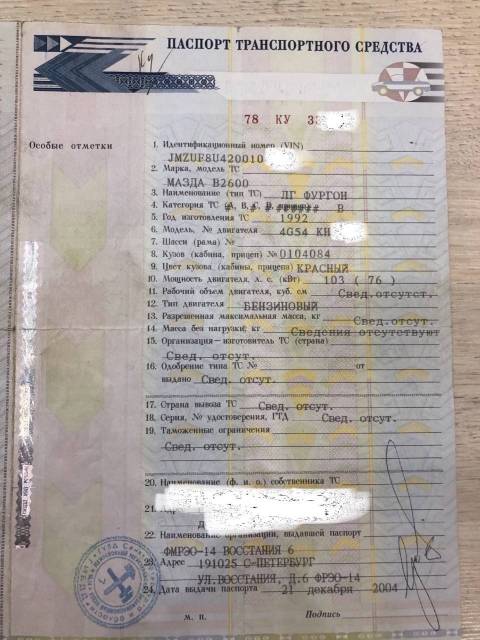 ПАСПОРТ ТРАНСПОРТНОГО СРЕДСТВА
78 КУ 33
Особые отметки
1. Идентификационный номер (VIN)
JMZUF8U420010
2. Марка, модель ТС
МАЗДА B2600
3. Наименование (тип ТС) ЛГ ФУРГОН
4. Категория ТС (А, В, С, D, прицеп) В
5. Год изготовления ТС 1992
6. Модель, № двигателя 4G54 КН
7. Шасси (рама) №
8. Кузов (кабина, прицеп) № 0104084
9. Цвет кузова (кабины, прицепа) КРАСНЫЙ
10. Мощность двигателя, л. с. (кВт) 103 ( 76 )
11. Рабочий объем двигателя, куб. см Свед.отсутст.
12. Тип двигателя БЕНЗИНОВЫЙ
13. Разрешенная максимальная масса, кг Свед.отсут.
14. Масса без нагрузки, кг Сведения отсутствуют
15. Организация-изготовитель ТС (страна)
Свед. отсут.
16. Одобрение типа ТС № от
выдано Свед. отсут.
17. Страна вывоза ТС Свед. отсут.
18. Серия, № удостоверения, ГТД Свед. отсут.
19. Таможенные ограничения
Свед. отсут.
20. Наименование (ф. и. о.) собственника ТС
21.
22. Наименование организации, выдавшей паспорт
ФМРЭО-14 ВОССТАНИЯ 6
23. Адрес 191025 С-ПЕТЕРБУРГ
УЛ.ВОССТАНИЯ, Д.6 ФРЭО-14
24. Дата выдачи паспорта 21 декабря 2004
М. П. Подпись